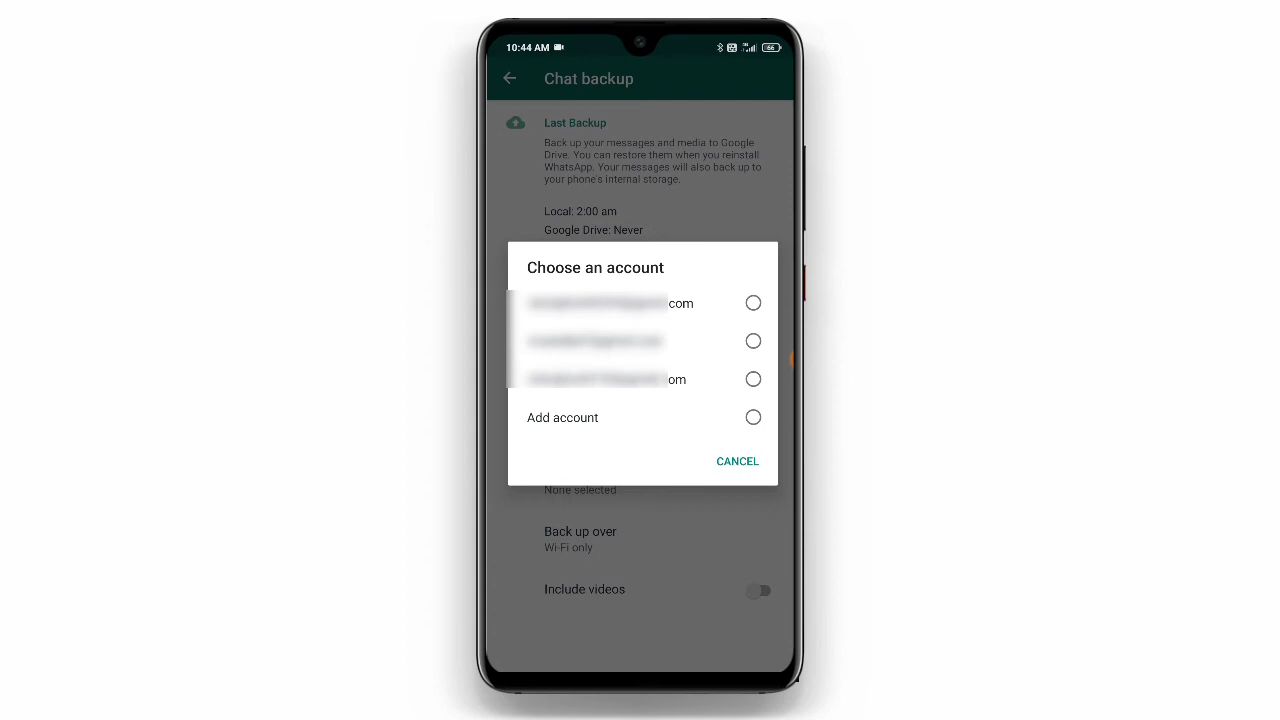 10:44 AM
66
Chat backup
Last Backup
Back up your messages and media to Google
Drive. You can restore them when you reinstall
WhatsApp. Your messages will also back up to
your phone's internal storage.
Local: 2:00 am
Google Drive: Never
Choose an account
com
om
Add account
CANCEL
None selected
Back up over
Wi-Fi only
Include videos